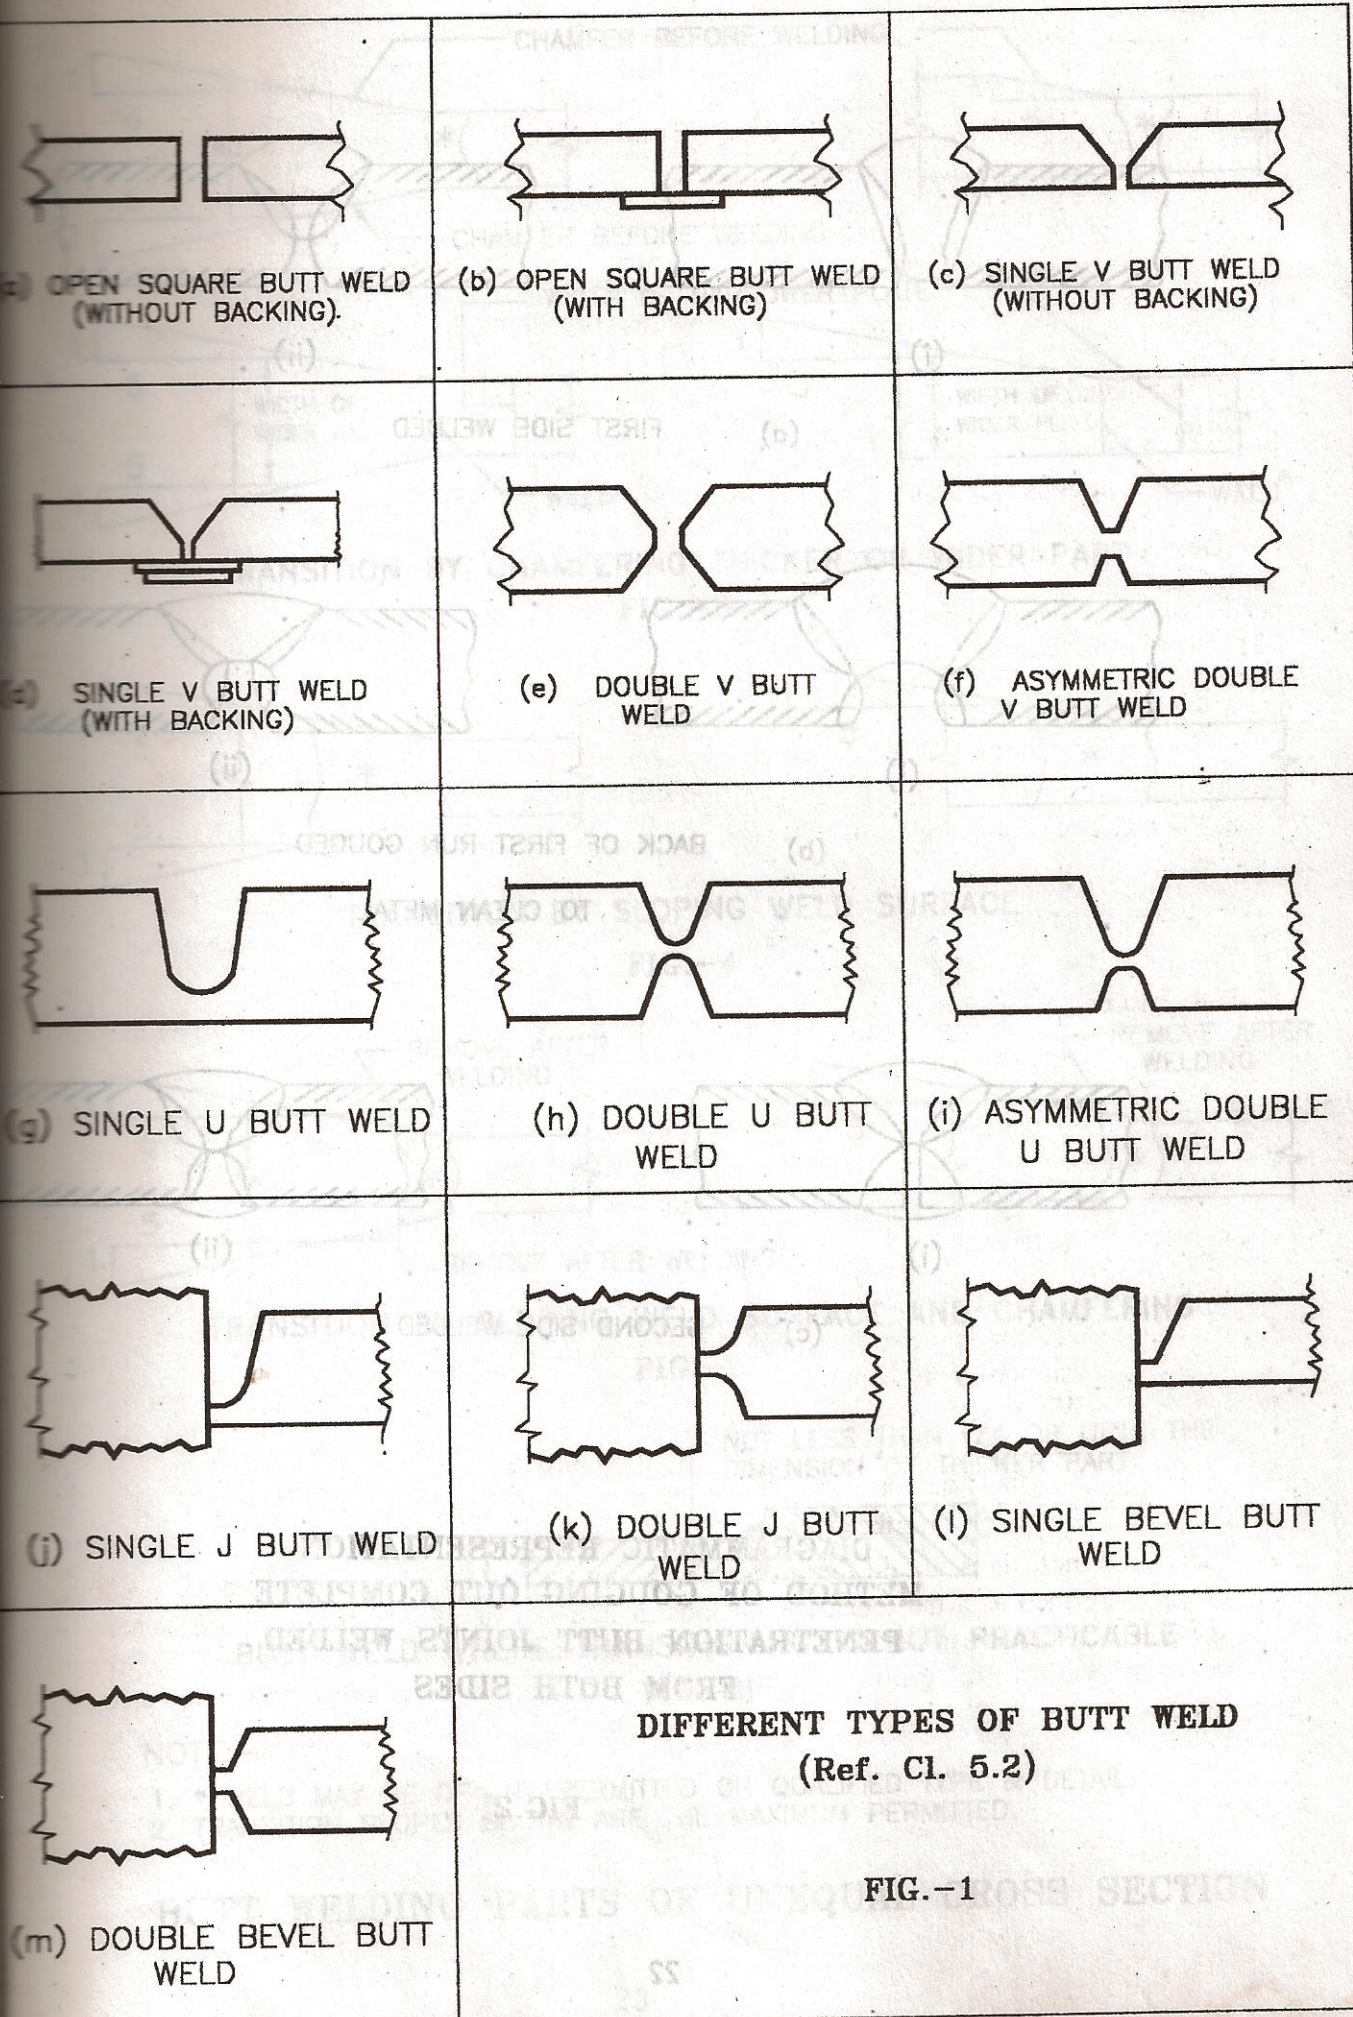 (a) OPEN SQUARE BUTT WELD
(WITHOUT BACKING).
(b) OPEN SQUARE BUTT WELD
(WITH BACKING)
(c) SINGLE V BUTT WELD
(WITHOUT BACKING)
(d) SINGLE V BUTT WELD
(WITH BACKING)
(e) DOUBLE V BUTT
WELD
(f) ASYMMETRIC DOUBLE
V BUTT WELD
(g) SINGLE U BUTT WELD
(h) DOUBLE U BUTT
WELD
(i) ASYMMETRIC DOUBLE
U BUTT WELD
(j) SINGLE J BUTT WELD
(k) DOUBLE J BUTT
WELD
(l) SINGLE BEVEL BUTT
WELD
(m) DOUBLE BEVEL BUTT
WELD
DIFFERENT TYPES OF BUTT WELD
(Ref. Cl. 5.2)
FIG.-1